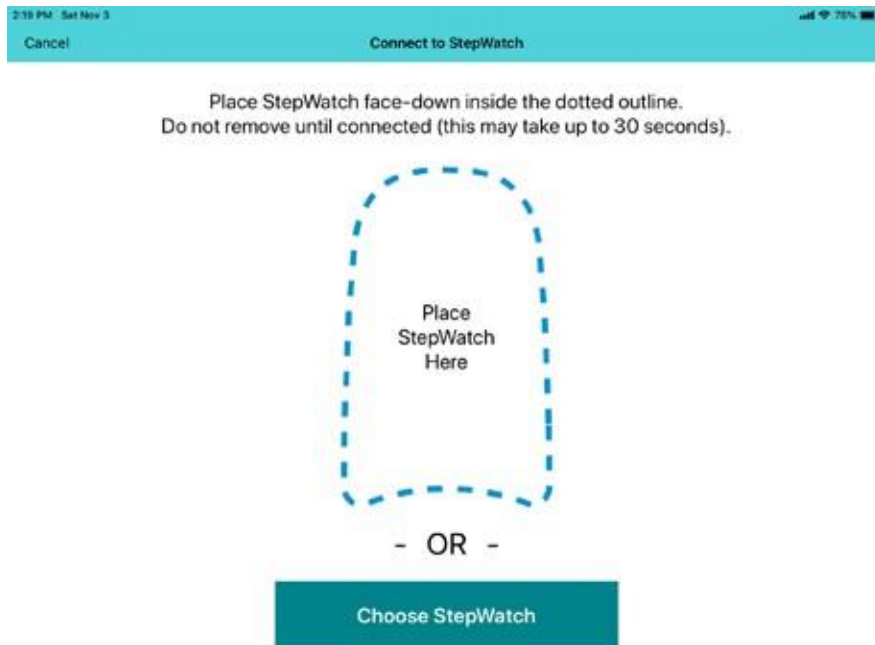 2:19 PM Sat Nov 3
76%
Cancel
Connect to StepWatch
Place StepWatch face-down inside the dotted outline.
Do not remove until connected (this may take up to 30 seconds).
Place
StepWatch
Here
- OR -
Choose StepWatch